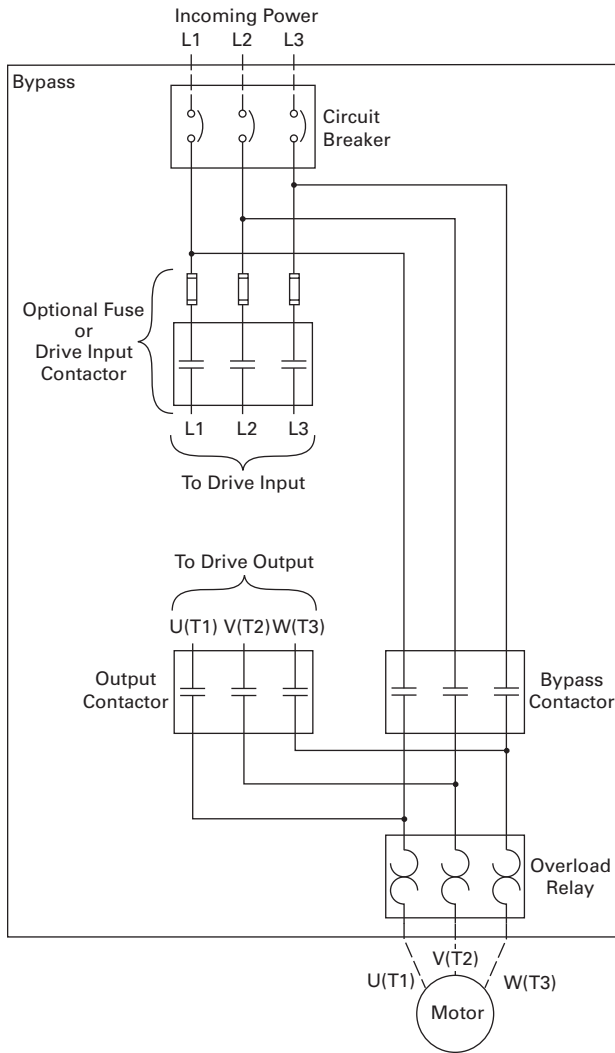 Incoming Power
L1 L2 L3
Bypass
Circuit
Breaker
Optional Fuse
or
Drive Input
Contactor
L1 L2 L3
To Drive Input
To Drive Output
U(T1) V(T2) W(T3)
Output
Contactor
Bypass
Contactor
Overload
Relay
V(T2)
U(T1) W(T3)
Motor